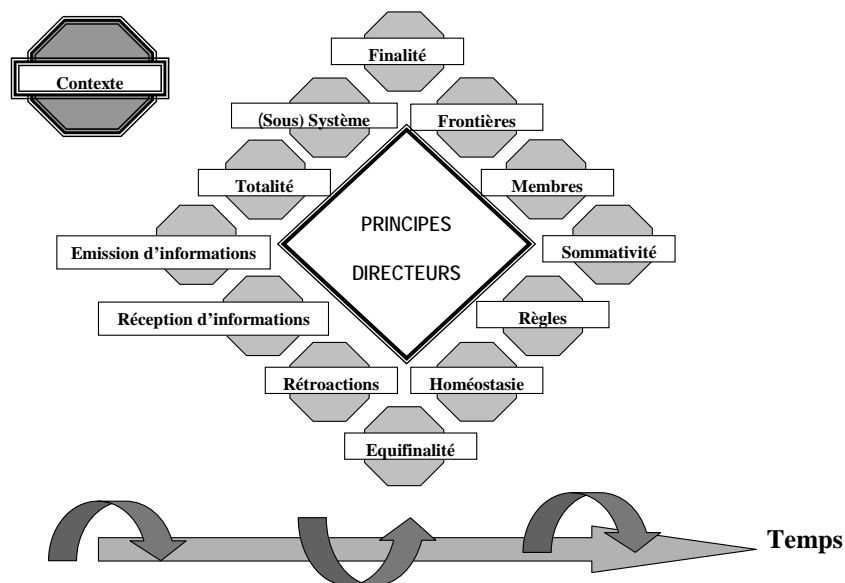 Finalité
Contexte
(Sous) Système
Frontières
Totalité
Membres
PRINCIPES
DIRECTEURS
Emission d'informations
Sommativité
Réception d'informations
Règles
Rétroactions
Homéostasie
Equifinalité
Temps